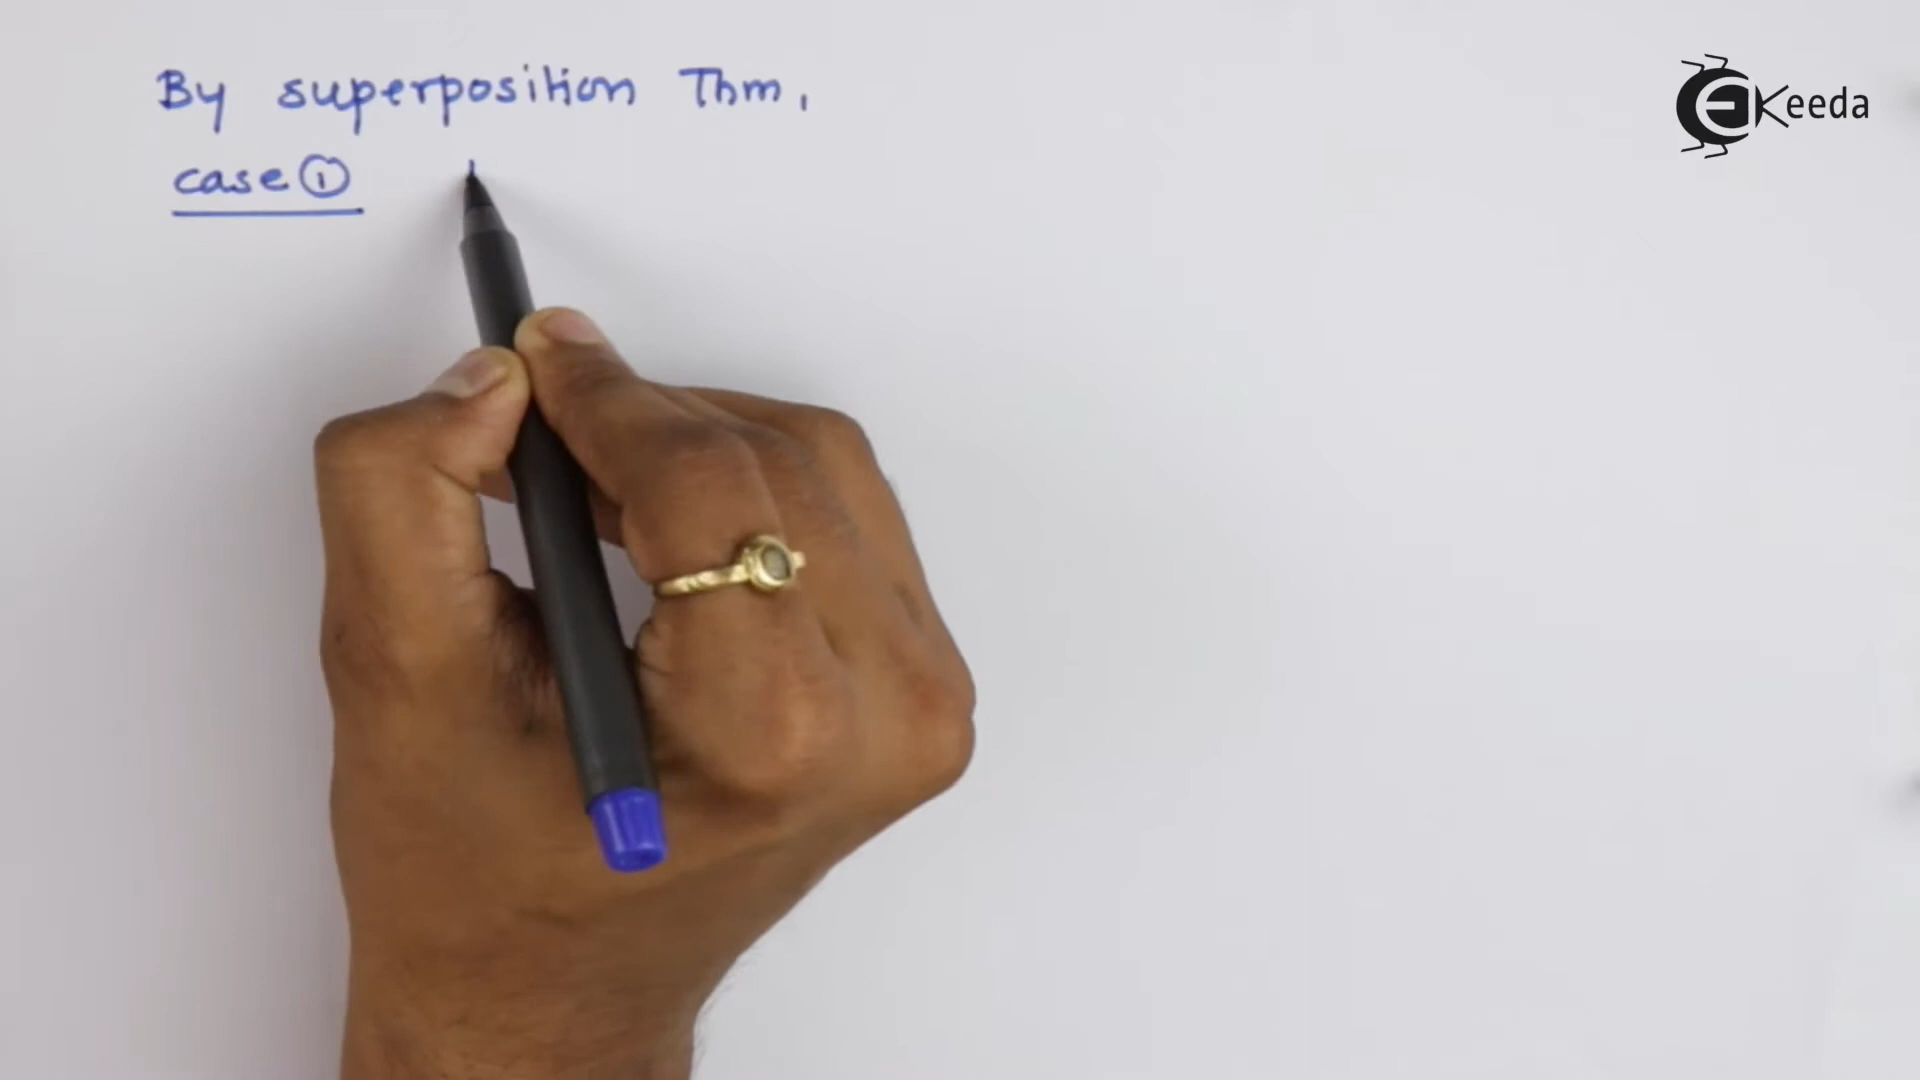 By superposition Thm,
case ①
EKeeda